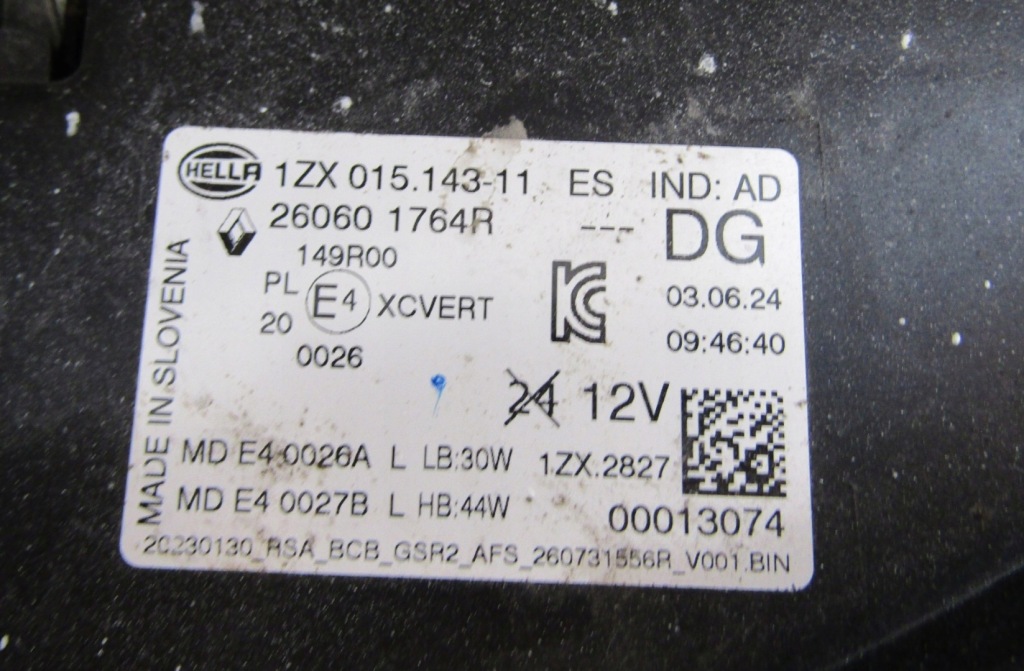 HELLA 1ZX 015.143-11 ES IND: AD
26060 1764R --- DG
149R00
PL E4 XCVERT 03.06.24
20
0026 09:46:40
24 12V
MD E4 0026A L LB:30W 1ZX.2827
MD E4 0027B L HB:44W 00013074
20230130_RSA_BCB_GSR2_AFS_260731556R_V001.BIN
MADE IN SLOVENIA